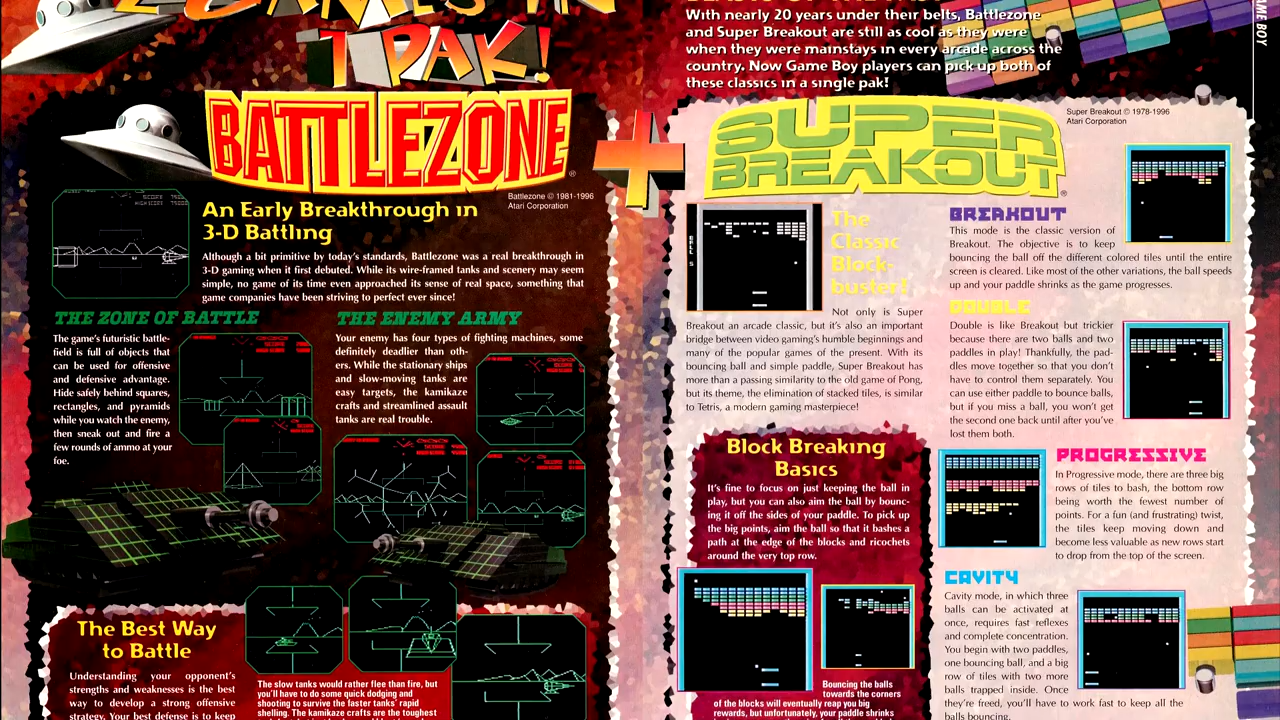 2 GAMES IN
1 PAK!
With nearly 20 years under their belts, Battlezone
and Super Breakout are still as cool as they were
when they were mainstays in every arcade across the
country. Now Game Boy players can pick up both of
these classics in a single pak!
GAME BOY
BATTLEZONE
®
Battlezone © 1981-1996
Atari Corporation
An Early Breakthrough in
3-D Battling
Although a bit primitive by today's standards, Battlezone was a real breakthrough in
3-D gaming when it first debuted. While its wire-framed tanks and scenery may seem
simple, no game of its time even approached its sense of real space, something that
game companies have been striving to perfect ever since!
THE ZONE OF BATTLE
The game's futuristic battle-
field is full of objects that
can be used for offensive
and defensive advantage.
Hide safely behind squares,
rectangles, and pyramids
while you watch the enemy,
then sneak out and fire a
few rounds of ammo at your
foe.
THE ENEMY ARMY
Your enemy has four types of fighting machines, some
definitely deadlier than oth-
ers. While the stationary ships
and slow-moving tanks are
easy targets, the kamikaze
crafts and streamlined assault
tanks are real trouble.
The Best Way
to Battle
Understanding your opponent's
strengths and weaknesses is the best
way to develop a strong offensive
strategy. Your best defense is to keep
The slow tanks would rather flee than fire, but
you'll have to do some quick dodging and
shooting to survive the faster tanks' rapid
shelling. The kamikaze crafts are the toughest
+
SUPER
BREAKOUT
®
Super Breakout © 1978-1996
Atari Corporation
BALL 5
The
Classic
Block-
buster!
Not only is Super
Breakout an arcade classic, but it's also an important
bridge between video gaming's humble beginnings and
many of the popular games of the present. With its
bouncing ball and simple paddle, Super Breakout has
more than a passing similarity to the old game of Pong,
but its theme, the elimination of stacked tiles, is similar
to Tetris, a modern gaming masterpiece!
Block Breaking
Basics
It's fine to focus on just keeping the ball in
play, but you can also aim the ball by bounc-
ing it off the sides of your paddle. To pick up
the big points, aim the ball so that it bashes a
path at the edge of the blocks and ricochets
around the very top row.
Bouncing the balls
towards the corners
of the blocks will eventually reap you big
rewards, but unfortunately, your paddle shrinks
BREAKOUT
This mode is the classic version of
Breakout. The objective is to keep
bouncing the ball off the different colored tiles until the entire
screen is cleared. Like most of the other variations, the ball speeds
up and your paddle shrinks as the game progresses.
DOUBLE
Double is like Breakout but trickier
because there are two balls and two
paddles in play! Thankfully, the pad-
dles move together so that you don't
have to control them separately. You
can use either paddle to bounce balls,
but if you miss a ball, you won't get
the second one back until after you've
lost them both.
PROGRESSIVE
In Progressive mode, there are three big
rows of tiles to bash, the bottom row
being worth the fewest number of
points. For a fun (and frustrating) twist,
the tiles keep moving down and
become less valuable as new rows start
to drop from the top of the screen.
CAVITY
Cavity mode, in which three
balls can be activated at
once, requires fast reflexes
and complete concentration.
You begin with two paddles,
one bouncing ball, and a big
row of tiles with two more
balls trapped inside. Once
they're freed, you'll have to work fast to keep all the
balls bouncing.